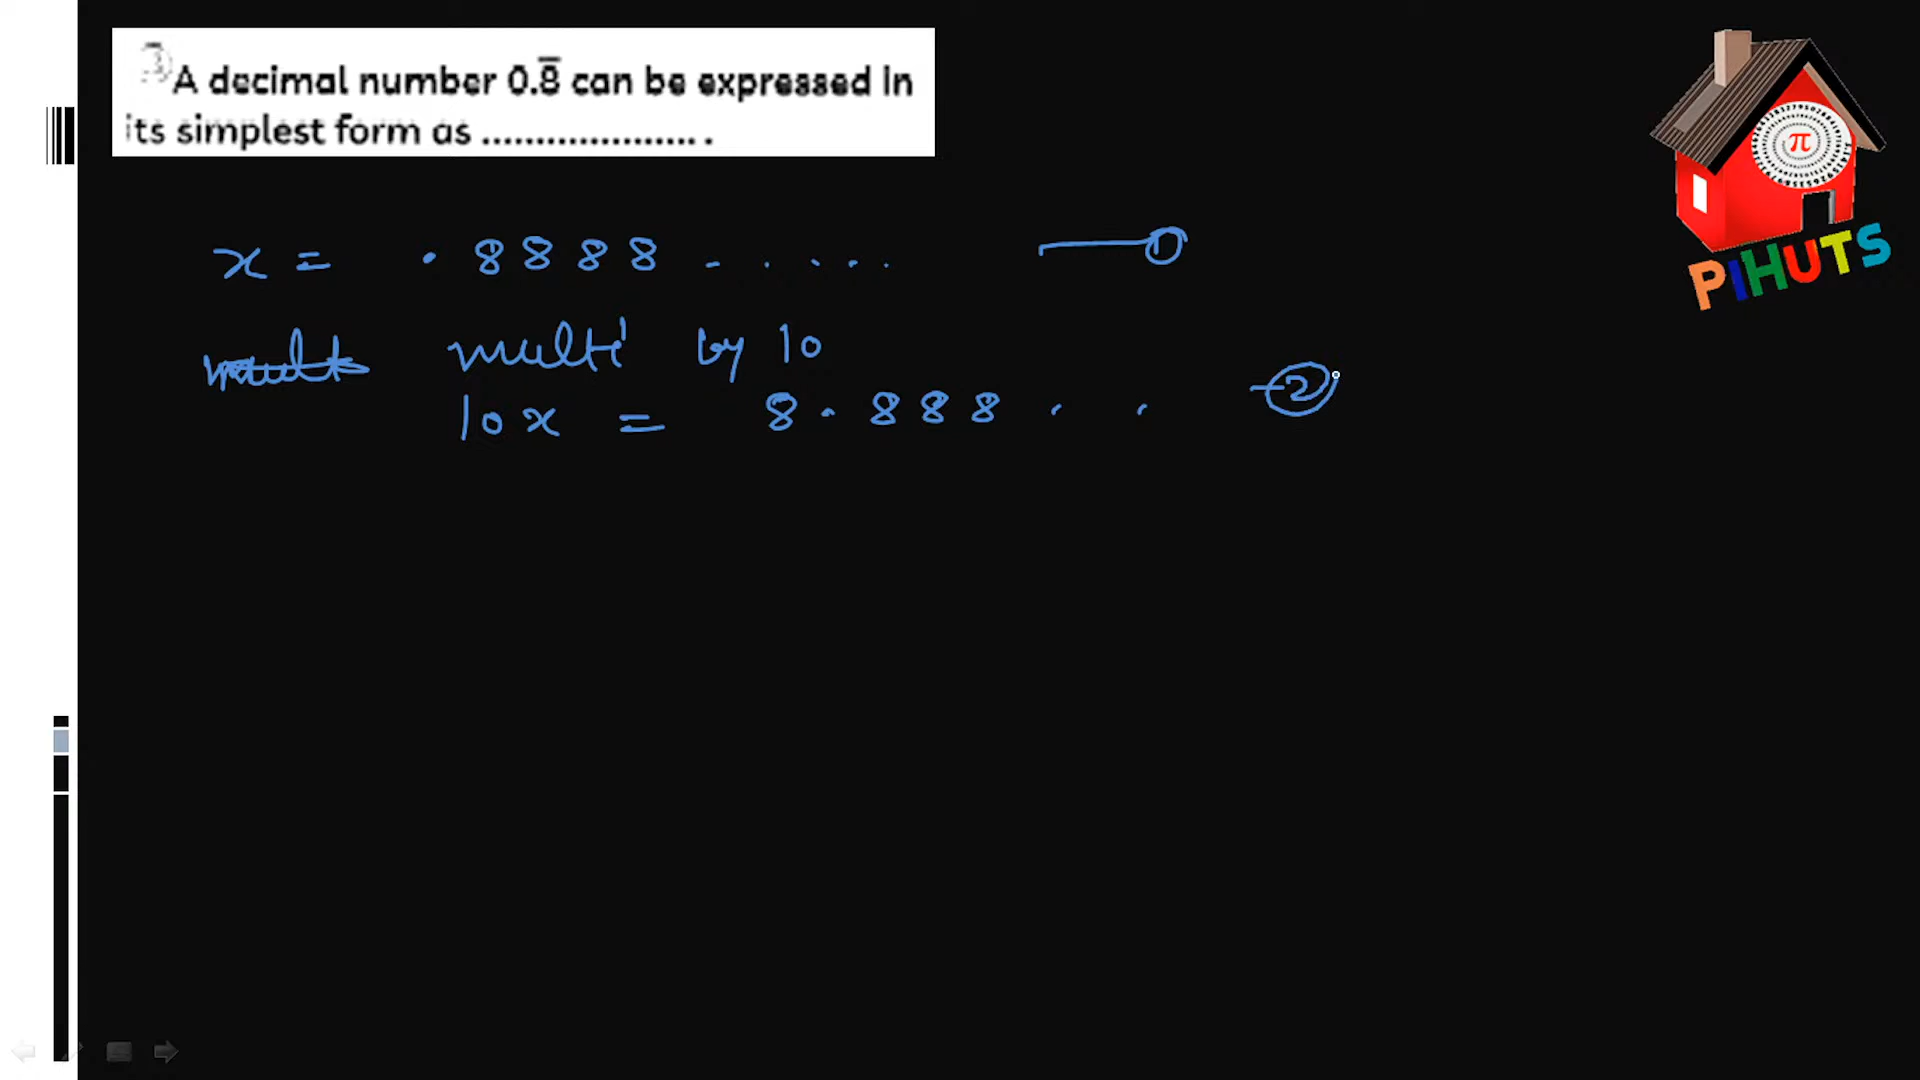 A decimal number 0.8̅ can be expressed in
its simplest form as ..................... .
x = .8888 . . . . . ①
multi by 10
10x = 8.888 . . ②
π
PIHUTS